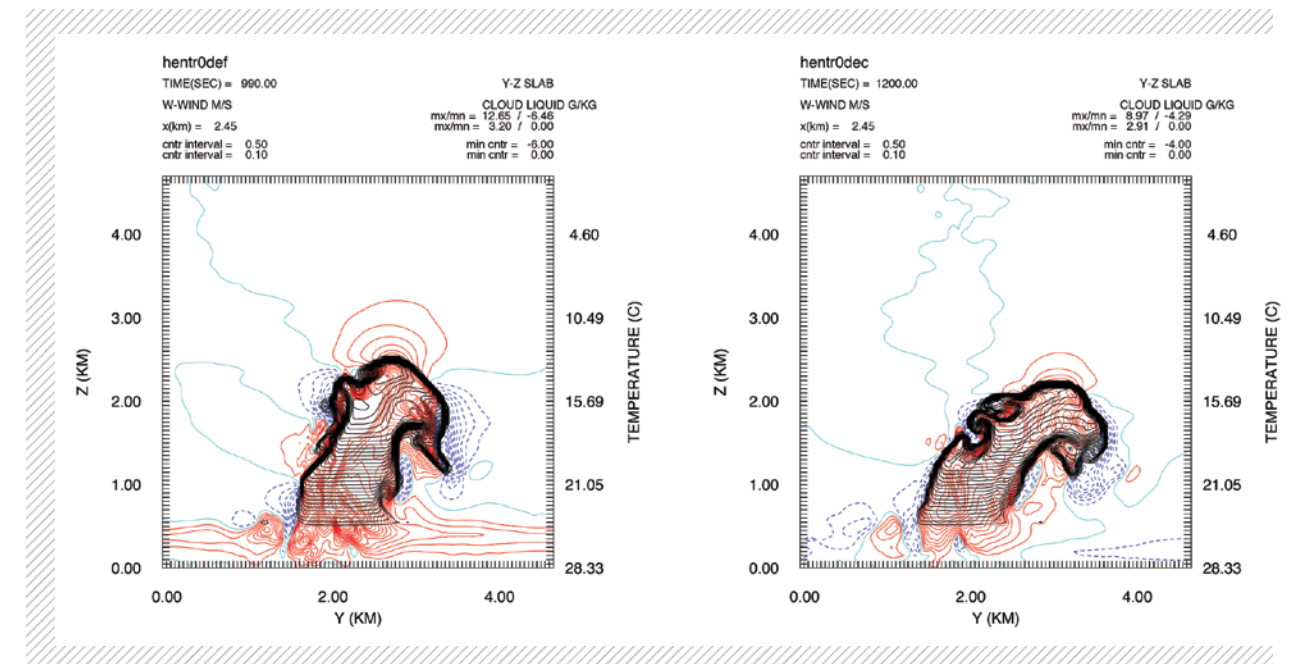 hentr0def
TIME(SEC) = 990.00 Y-Z SLAB
W-WIND M/S CLOUD LIQUID G/KG
mx/mn = 12.65 / -6.46
x(km) = 2.45 mx/mn = 3.20 / 0.00
cntr interval = 0.50 min cntr = -6.00
cntr interval = 0.10 min cntr = 0.00
4.00 4.60
3.00 10.49
2.00 15.69
1.00 21.05
0.00 28.33
Z (KM)
TEMPERATURE (C)
0.00 2.00 4.00
Y (KM)
hentr0dec
TIME(SEC) = 1200.00 Y-Z SLAB
W-WIND M/S CLOUD LIQUID G/KG
mx/mn = 8.97 / -4.29
x(km) = 2.45 mx/mn = 2.91 / 0.00
cntr interval = 0.50 min cntr = -4.00
cntr interval = 0.10 min cntr = 0.00
4.00 4.60
3.00 10.49
2.00 15.69
1.00 21.05
0.00 28.33
Z (KM)
TEMPERATURE (C)
0.00 2.00 4.00
Y (KM)